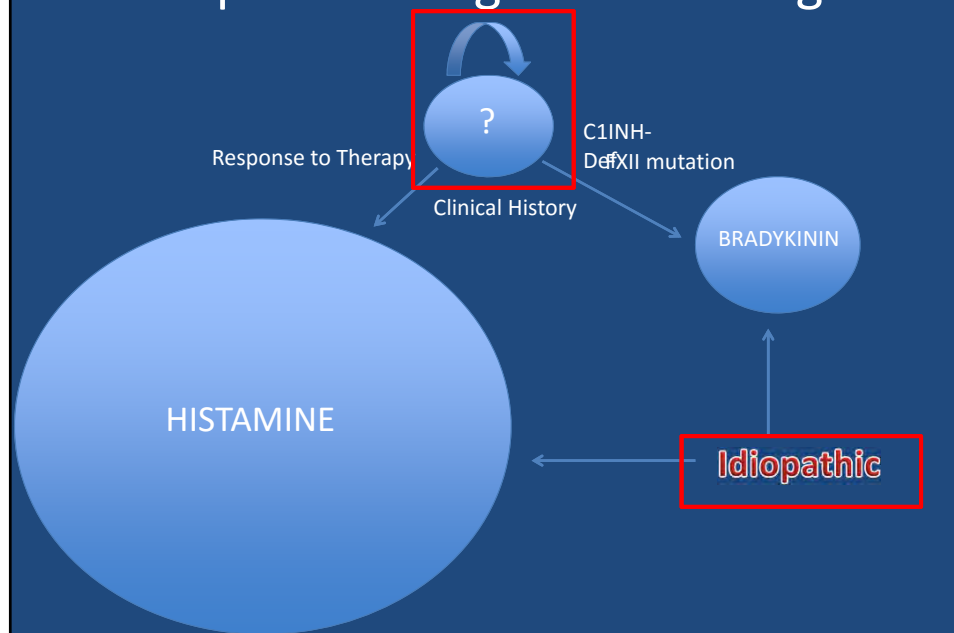 ?
C1INH-
Def
fXII mutation
Response to Therapy
Clinical History
BRADYKININ
HISTAMINE
Idiopathic